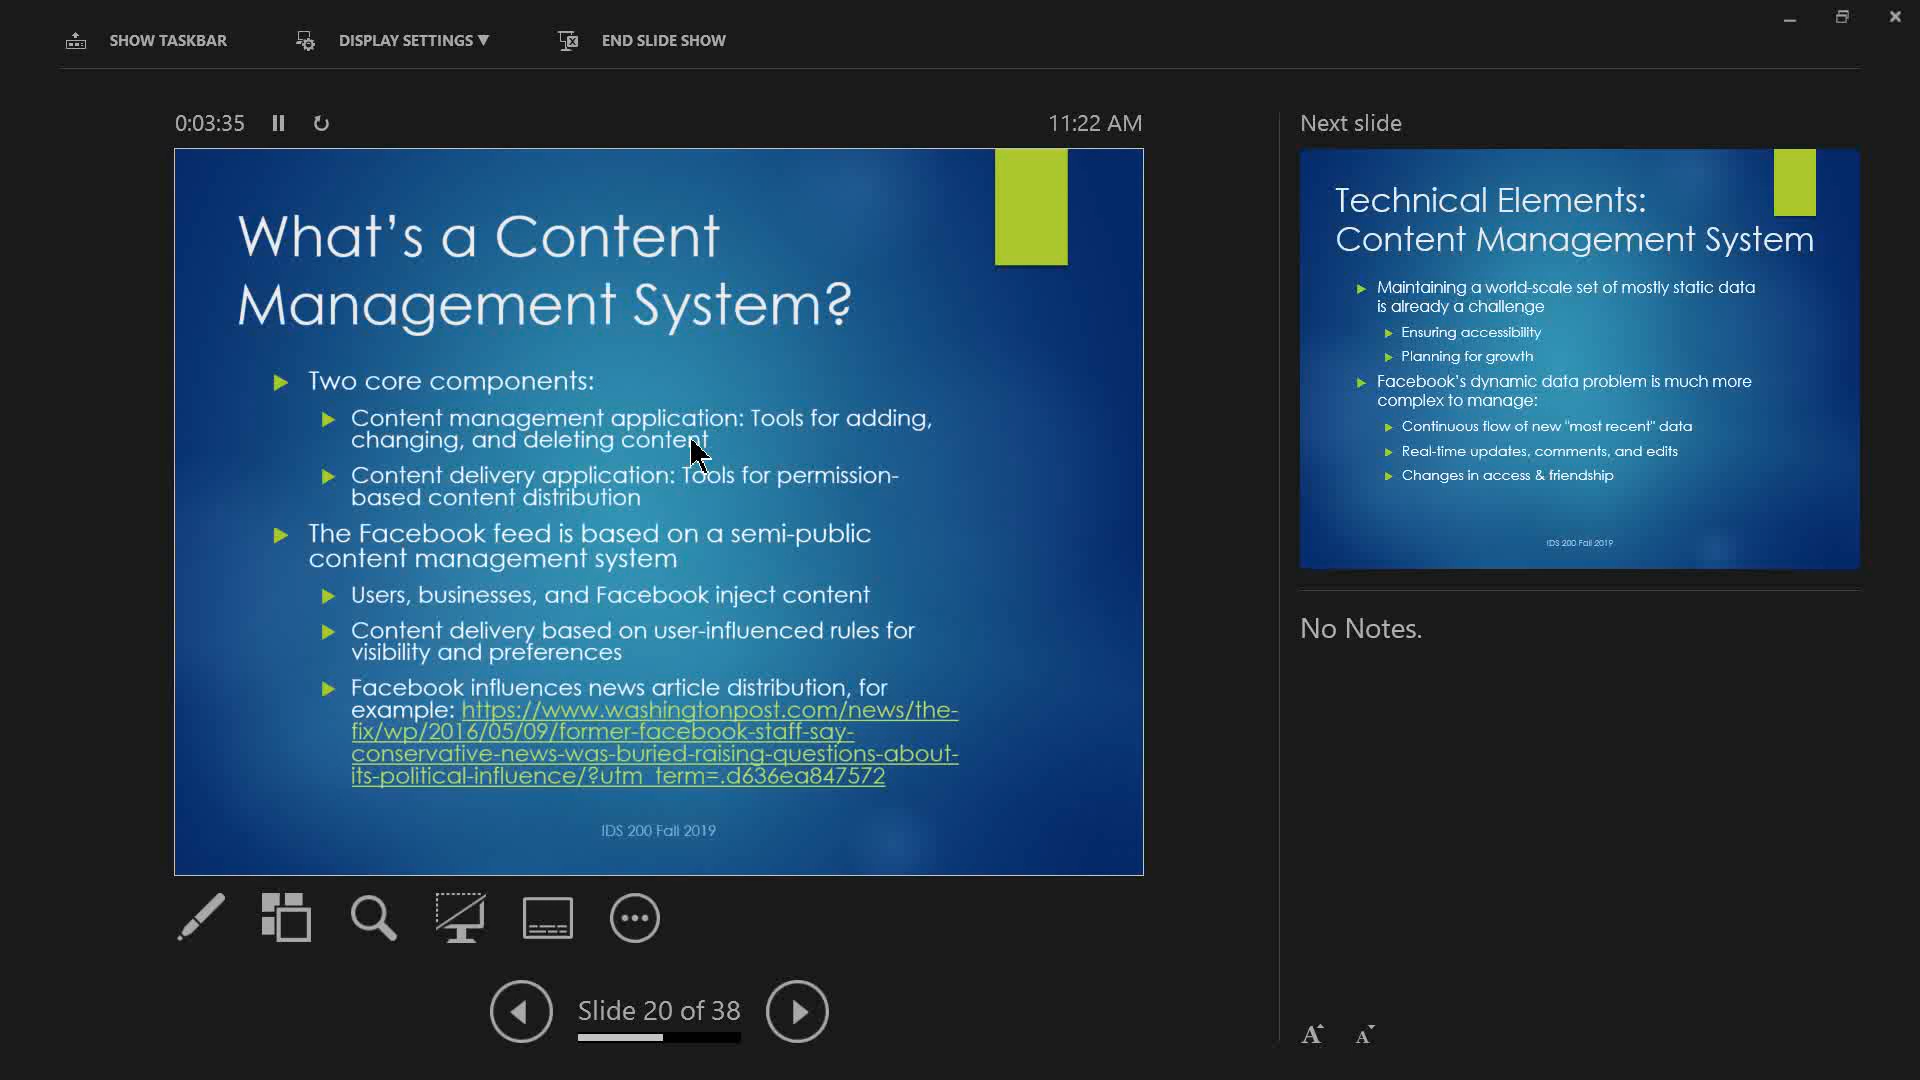 SHOW TASKBAR
DISPLAY SETTINGS ▼
END SLIDE SHOW
0:03:35
11:22 AM
What's a Content
Management System?
Two core components:
Content management application: Tools for adding,
changing, and deleting content
Content delivery application: Tools for permission-
based content distribution
The Facebook feed is based on a semi-public
content management system
Users, businesses, and Facebook inject content
Content delivery based on user-influenced rules for
visibility and preferences
Facebook influences news article distribution, for
example: https://www.washingtonpost.com/news/the-
fix/wp/2016/05/09/former-facebook-staff-say-
conservative-news-was-buried-raising-questions-about-
its-political-influence/?utm_term=.d636ea847572
IDS 200 Fall 2019
Slide 20 of 38
Next slide
Technical Elements:
Content Management System
Maintaining a world-scale set of mostly static data
is already a challenge
Ensuring accessibility
Planning for growth
Facebook's dynamic data problem is much more
complex to manage:
Continuous flow of new "most recent" data
Real-time updates, comments, and edits
Changes in access & friendship
IDS 200 Fall 2019
No Notes.
A A